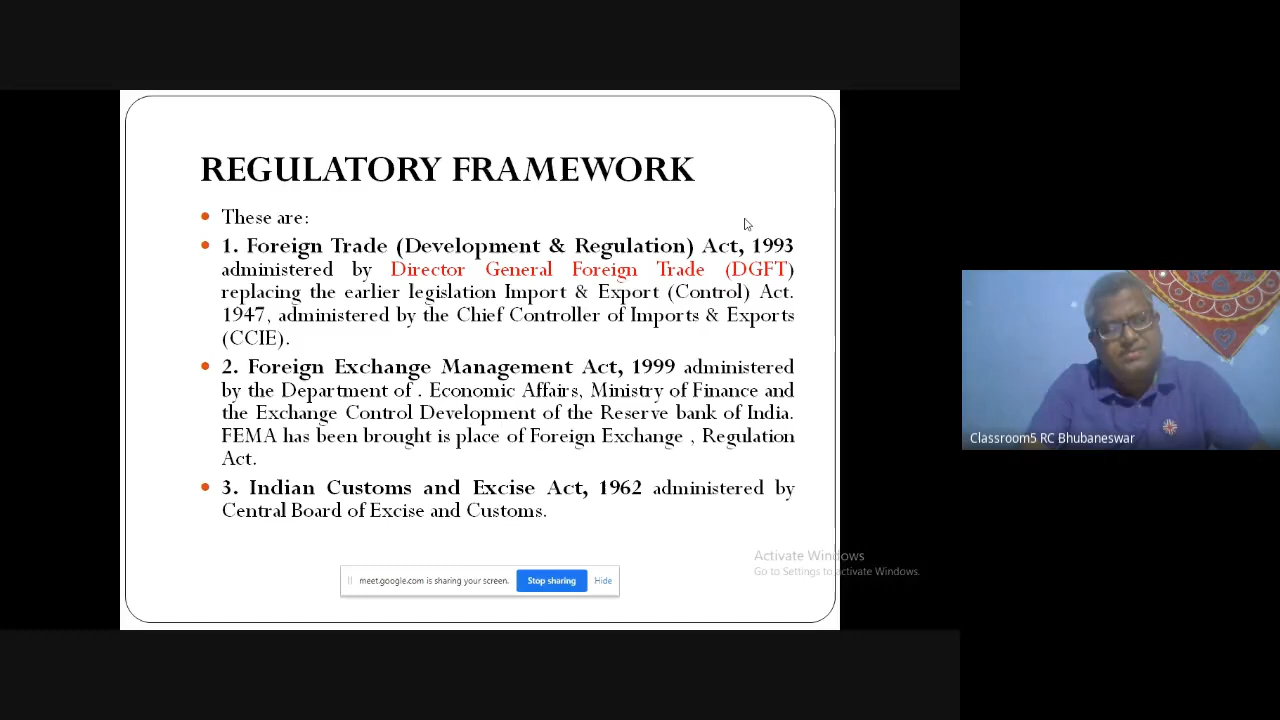 REGULATORY FRAMEWORK
These are:
1. Foreign Trade (Development & Regulation) Act, 1993
administered by Director General Foreign Trade (DGFT)
replacing the earlier legislation Import & Export (Control) Act.
1947, administered by the Chief Controller of Imports & Exports
(CCIE).
2. Foreign Exchange Management Act, 1999 administered
by the Department of . Economic Affairs, Ministry of Finance and
the Exchange Control Development of the Reserve bank of India.
FEMA has been brought is place of Foreign Exchange , Regulation
Act.
3. Indian Customs and Excise Act, 1962 administered by
Central Board of Excise and Customs.
meet.google.com is sharing your screen. Stop sharing Hide
Activate Windows
Go to Settings to activate Windows.
Classroom5 RC Bhubaneswar